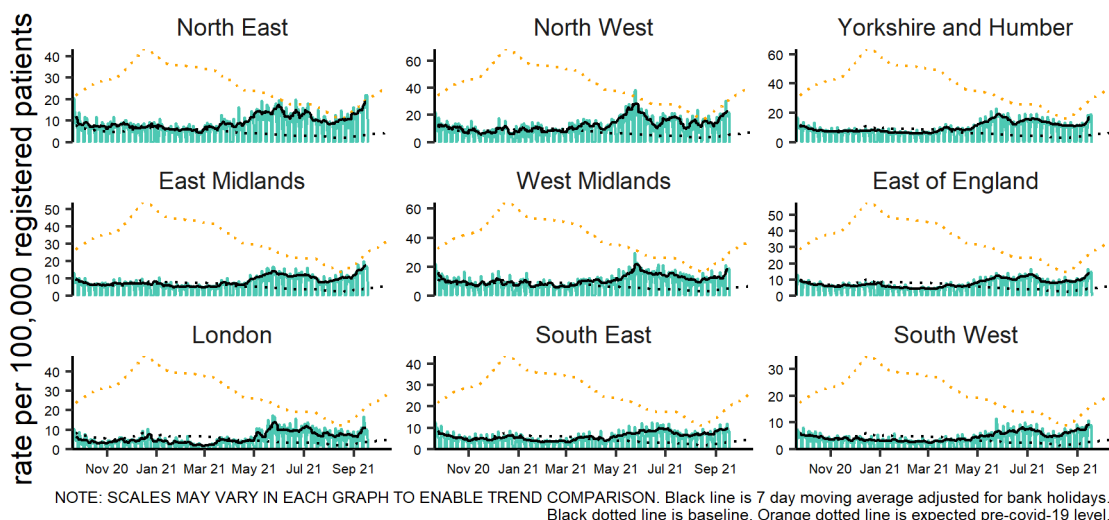 rate per 100,000 registered patients
North East
North West
Yorkshire and Humber
40
30
20
10
0
60
40
20
0
60
40
20
0
East Midlands
West Midlands
East of England
50
40
30
20
10
0
60
40
20
0
50
40
30
20
10
0
London
South East
South West
40
30
20
10
0
40
30
20
10
0
30
20
10
0
Nov 20 Jan 21 Mar 21 May 21 Jul 21 Sep 21
Nov 20 Jan 21 Mar 21 May 21 Jul 21 Sep 21
Nov 20 Jan 21 Mar 21 May 21 Jul 21 Sep 21
NOTE: SCALES MAY VARY IN EACH GRAPH TO ENABLE TREND COMPARISON. Black line is 7 day moving average adjusted for bank holidays.
Black dotted line is baseline. Orange dotted line is expected pre-covid-19 level.